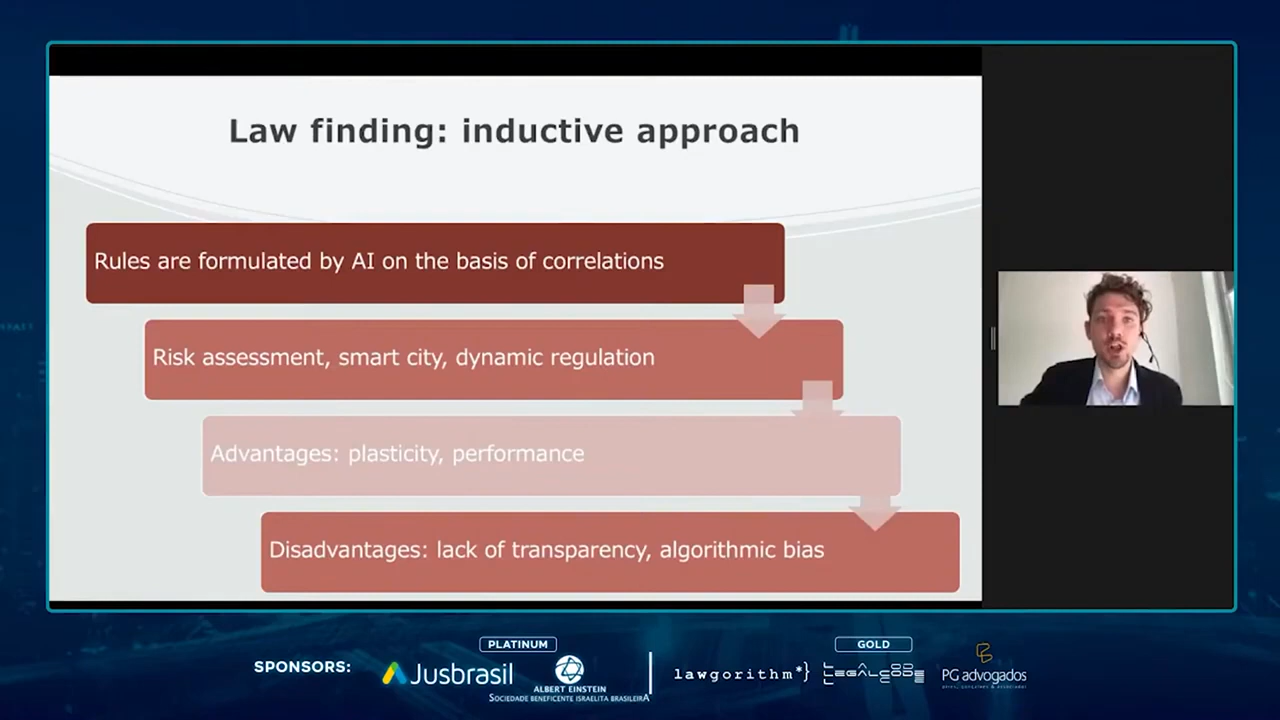 Law finding: inductive approach
Rules are formulated by AI on the basis of correlations
Risk assessment, smart city, dynamic regulation
Advantages: plasticity, performance
Disadvantages: lack of transparency, algorithmic bias
PLATINUM
GOLD
SPONSORS:
Jusbrasil
ALBERT EINSTEIN
SOCIEDADE BENEFICENTE ISRAELITA BRASILEIRA
lawgorithm*}
LEGALCODE
PG advogados